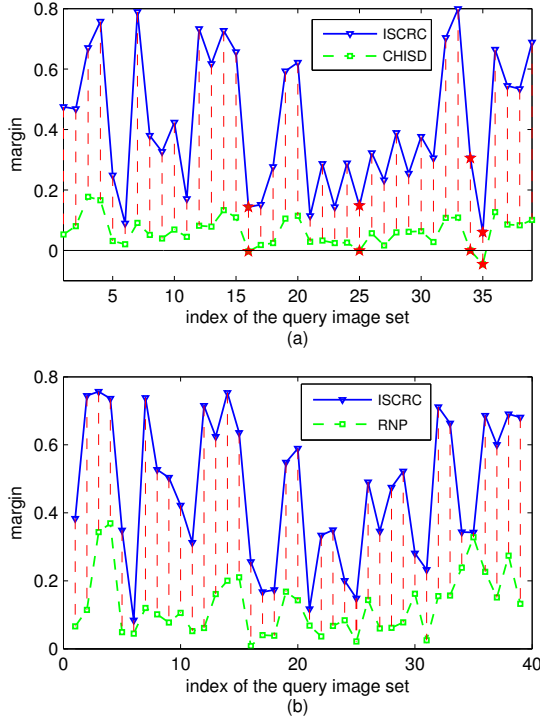 0.8
ISCRC
CHISD
0.6
margin
0.4
0.2
0
5 10 15 20 25 30 35
index of the query image set
(a)
0.8
ISCRC
RNP
0.6
margin
0.4
0.2
0
0 10 20 30 40
index of the query image set
(b)